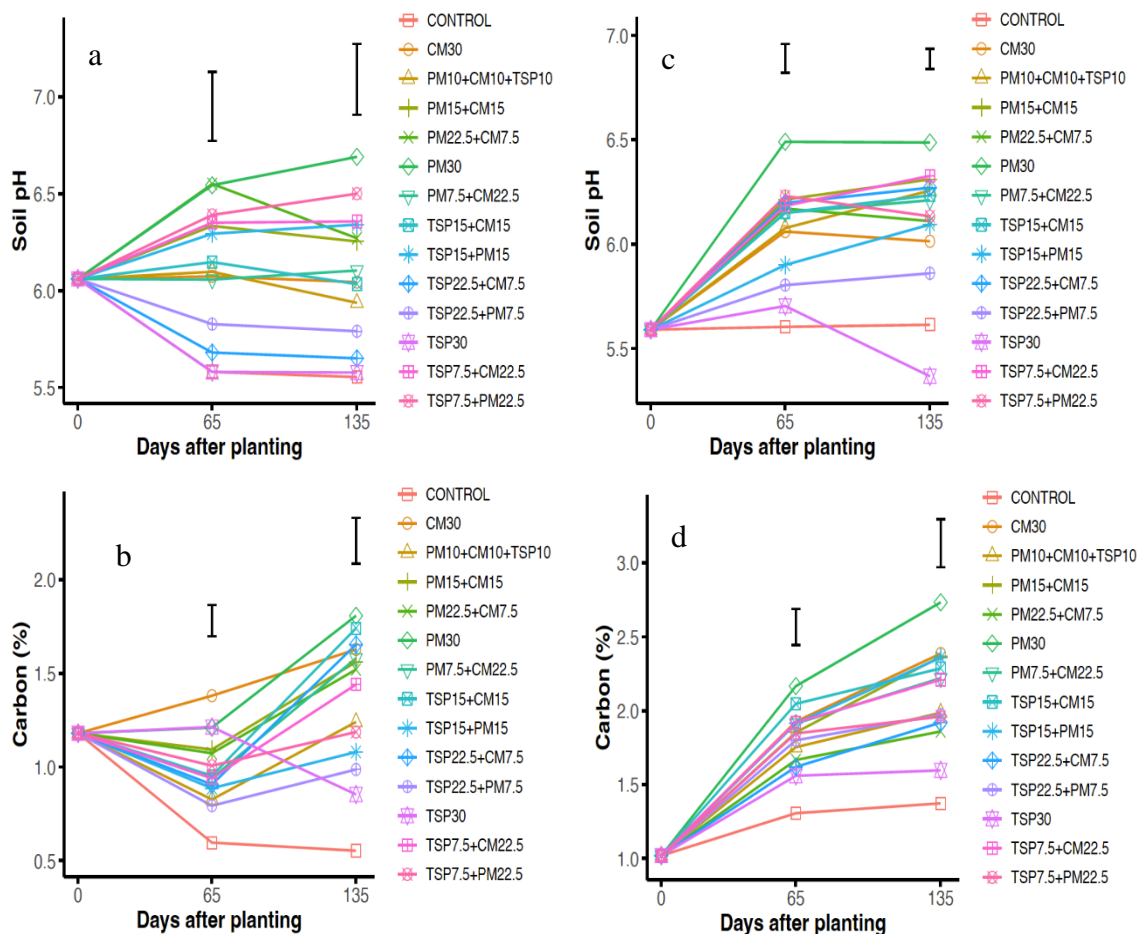 a
7.0
6.5
6.0
5.5
Soil pH
0
65
135
Days after planting
CONTROL
CM30
PM10+CM10+TSP10
PM15+CM15
PM22.5+CM7.5
PM30
PM7.5+CM22.5
TSP15+CM15
TSP15+PM15
TSP22.5+CM7.5
TSP22.5+PM7.5
TSP30
TSP7.5+CM22.5
TSP7.5+PM22.5
c
7.0
6.5
6.0
5.5
Soil pH
0
65
135
Days after planting
CONTROL
CM30
PM10+CM10+TSP10
PM15+CM15
PM22.5+CM7.5
PM30
PM7.5+CM22.5
TSP15+CM15
TSP15+PM15
TSP22.5+CM7.5
TSP22.5+PM7.5
TSP30
TSP7.5+CM22.5
TSP7.5+PM22.5
b
2.0
1.5
1.0
0.5
Carbon (%)
0
65
135
Days after planting
CONTROL
CM30
PM10+CM10+TSP10
PM15+CM15
PM22.5+CM7.5
PM30
PM7.5+CM22.5
TSP15+CM15
TSP15+PM15
TSP22.5+CM7.5
TSP22.5+PM7.5
TSP30
TSP7.5+CM22.5
TSP7.5+PM22.5
d
3.0
2.5
2.0
1.5
1.0
Carbon (%)
0
65
135
Days after planting
CONTROL
CM30
PM10+CM10+TSP10
PM15+CM15
PM22.5+CM7.5
PM30
PM7.5+CM22.5
TSP15+CM15
TSP15+PM15
TSP22.5+CM7.5
TSP22.5+PM7.5
TSP30
TSP7.5+CM22.5
TSP7.5+PM22.5